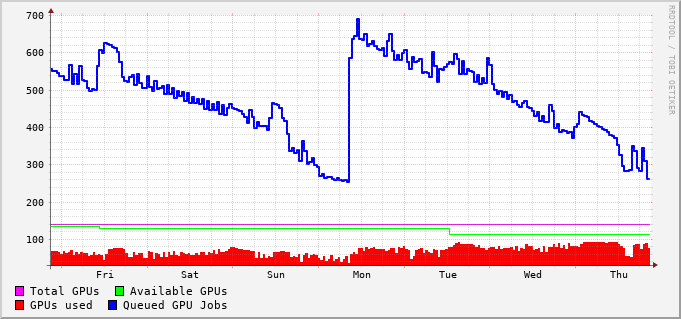 700
600
500
400
300
200
100
Fri Sat Sun Mon Tue Wed Thu
Total GPUs Available GPUs
GPUs used Queued GPU Jobs
RRDTOOL / TOBI OETIKER